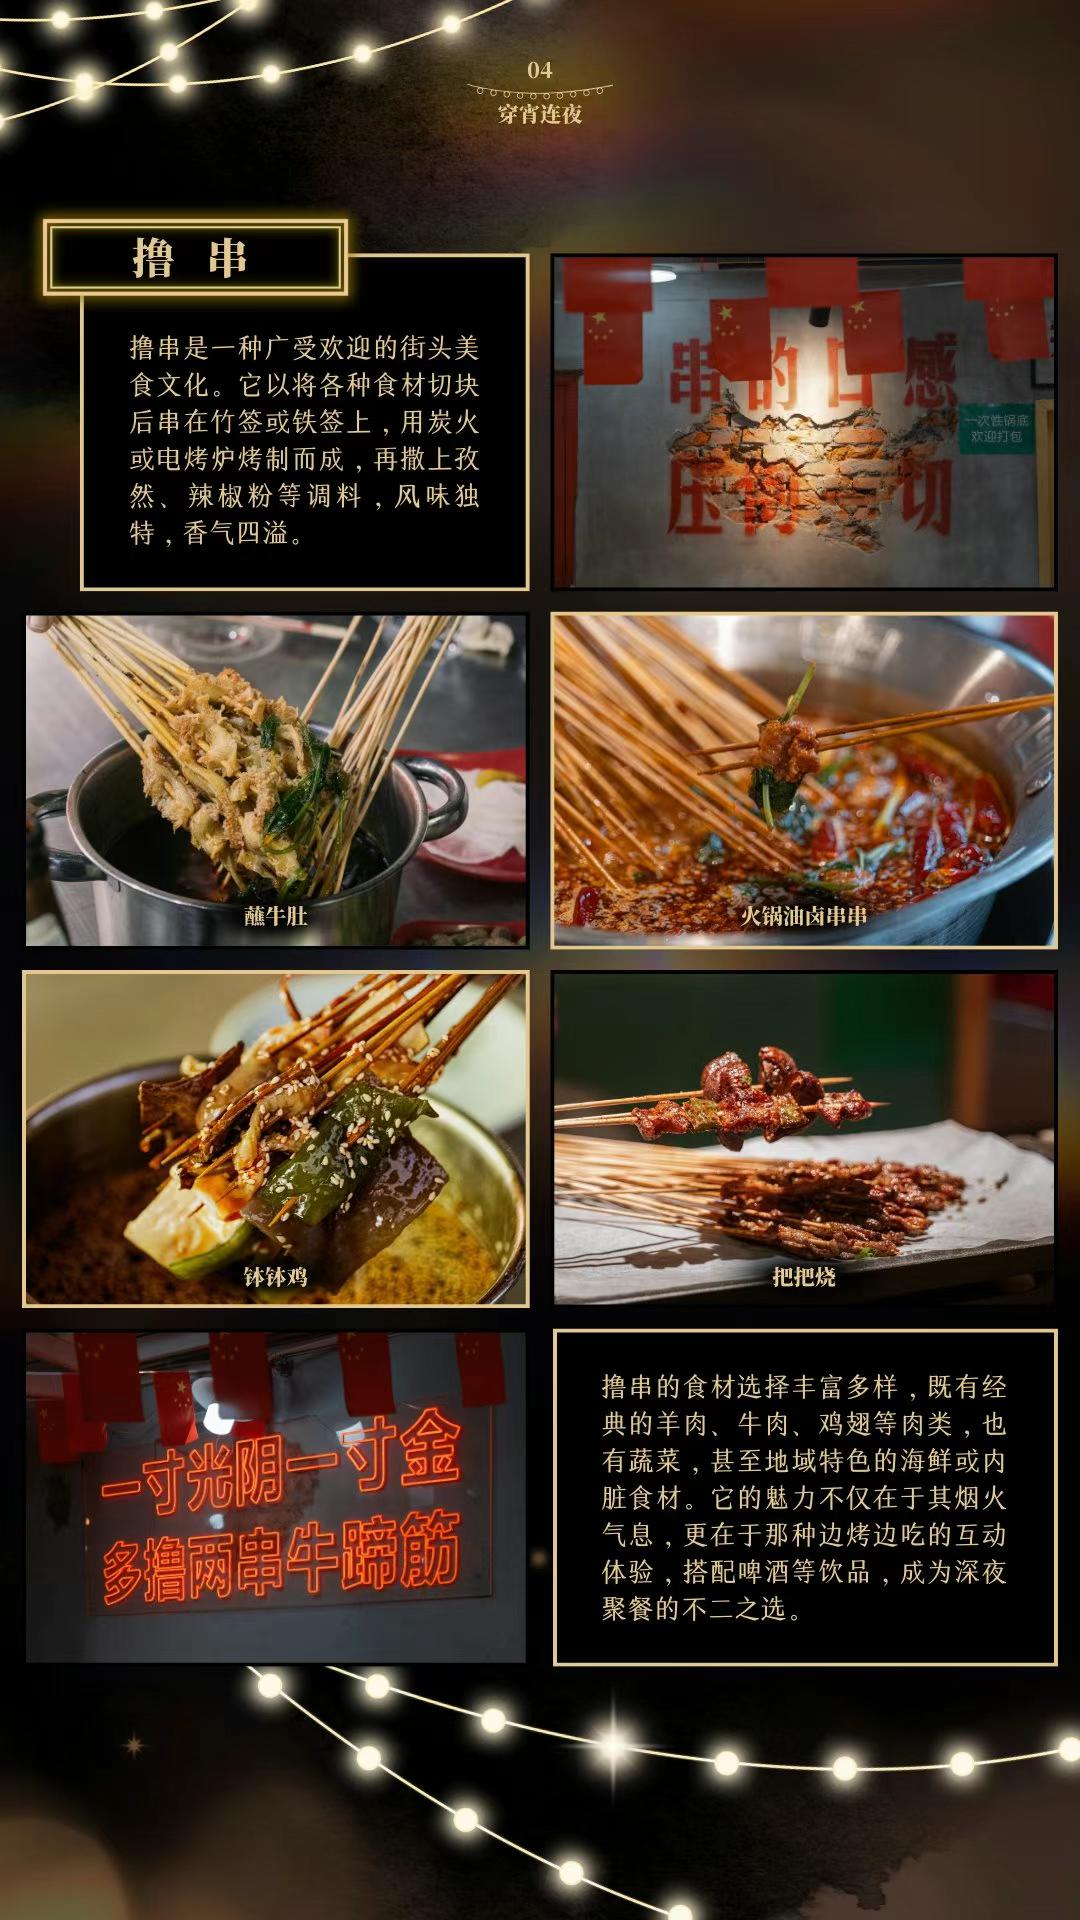 04
穿宵连夜
撸 串
撸串是一种广受欢迎的街头美
食文化。它以将各种食材切块
后串在竹签或铁签上，用炭火
或电烤炉烤制而成，再撒上孜
然、辣椒粉等调料，风味独
特，香气四溢。
串的口感
压倒一切
一次性锅底
欢迎打包
蘸牛肚
火锅油卤串串
钵钵鸡
把把烧
一寸光阴一寸金
多撸两串牛蹄筋
撸串的食材选择丰富多样，既有经
典的羊肉、牛肉、鸡翅等肉类，也
有蔬菜，甚至地域特色的海鲜或内
脏食材。它的魅力不仅在于其烟火
气息，更在于那种边烤边吃的互动
体验，搭配啤酒等饮品，成为深夜
聚餐的不二之选。